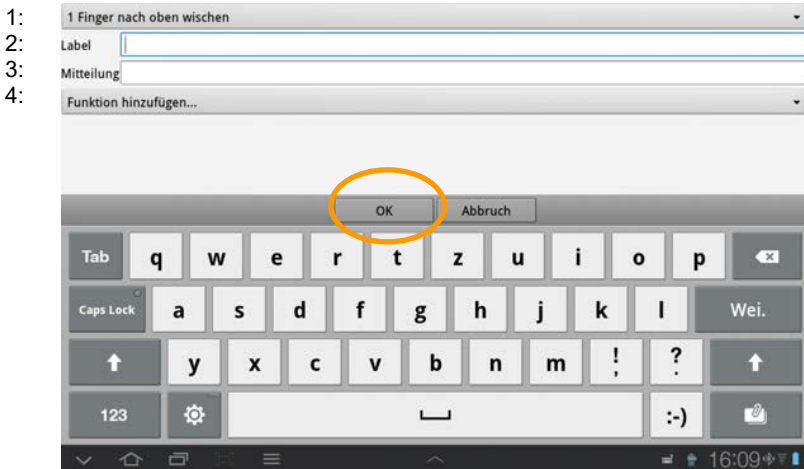 1: 1 Finger nach oben wischen
2: Label
3: Mitteilung
4: Funktion hinzufügen...
OK Abbruch
Tab q w e r t z u i o p
Caps Lock a s d f g h j k l Wei.
y x c v b n m ! , ? .
123 :-)
16:09